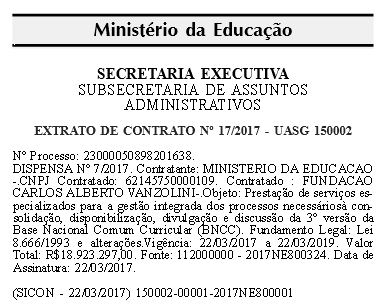 Ministério da Educação
SECRETARIA EXECUTIVA
SUBSECRETARIA DE ASSUNTOS
ADMINISTRATIVOS
EXTRATO DE CONTRATO Nº 17/2017 - UASG 150002
Nº Processo: 23000050898201638.
DISPENSA Nº 7/2017. Contratante: MINISTERIO DA EDUCACAO
-.CNPJ Contratado: 62145750000109. Contratado : FUNDACAO
CARLOS ALBERTO VANZOLINI-.Objeto: Prestação de serviços es-
pecializados para a gestão integrada dos processos necessáriosà con-
solidação, disponibilização, divulgação e discussão da 3ª versão da
Base Nacional Comum Curricular (BNCC). Fundamento Legal: Lei
8.666/1993 e alterações.Vigência: 22/03/2017 a 22/03/2019. Valor
Total: R$18.923.297,00. Fonte: 112000000 - 2017NE800324. Data de
Assinatura: 22/03/2017.
(SICON - 22/03/2017) 150002-00001-2017NE800001